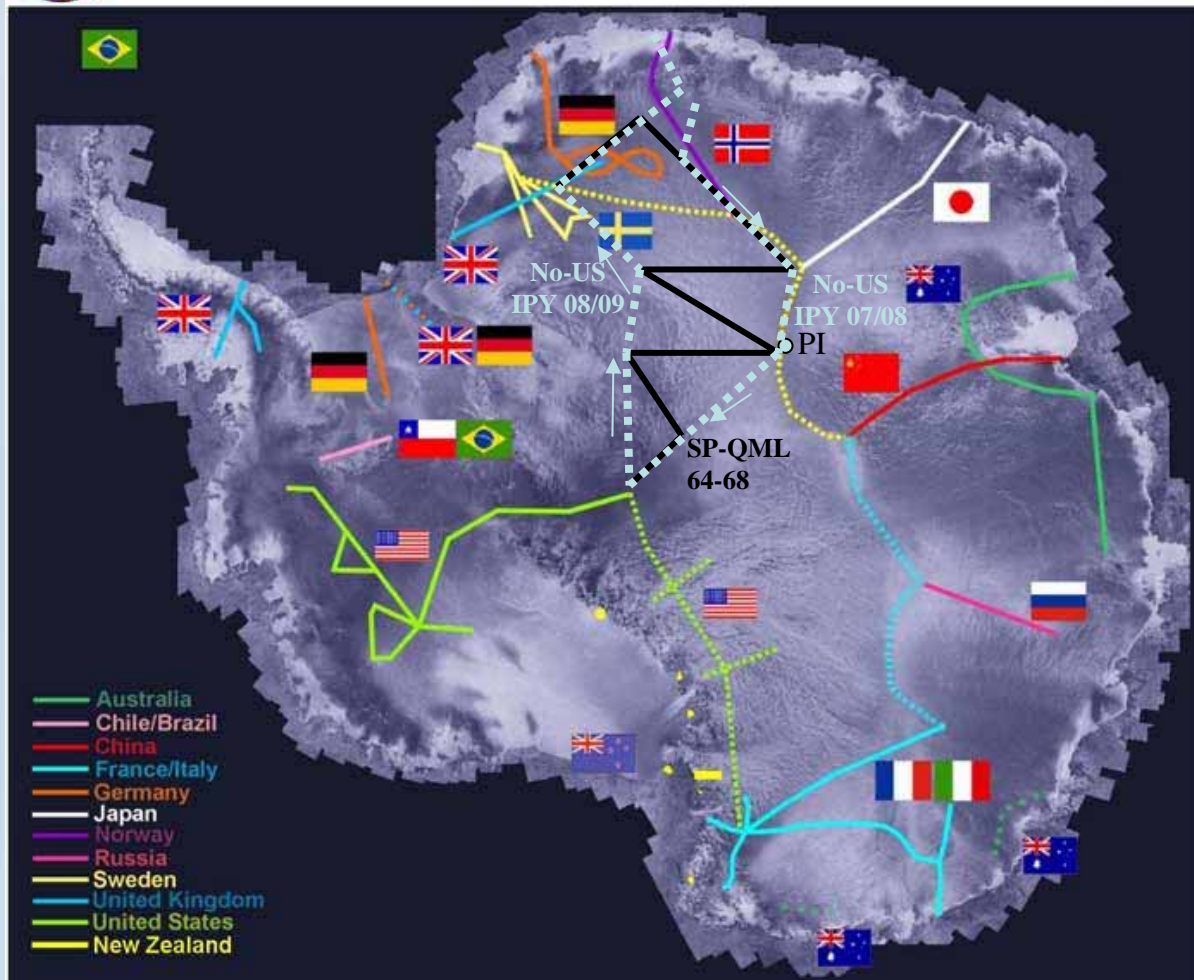 No-US
IPY 08/09
No-US
IPY 07/08
PI
SP-QML
64-68
Australia
Chile/Brazil
China
France/Italy
Germany
Japan
Norway
Russia
Sweden
United Kingdom
United States
New Zealand